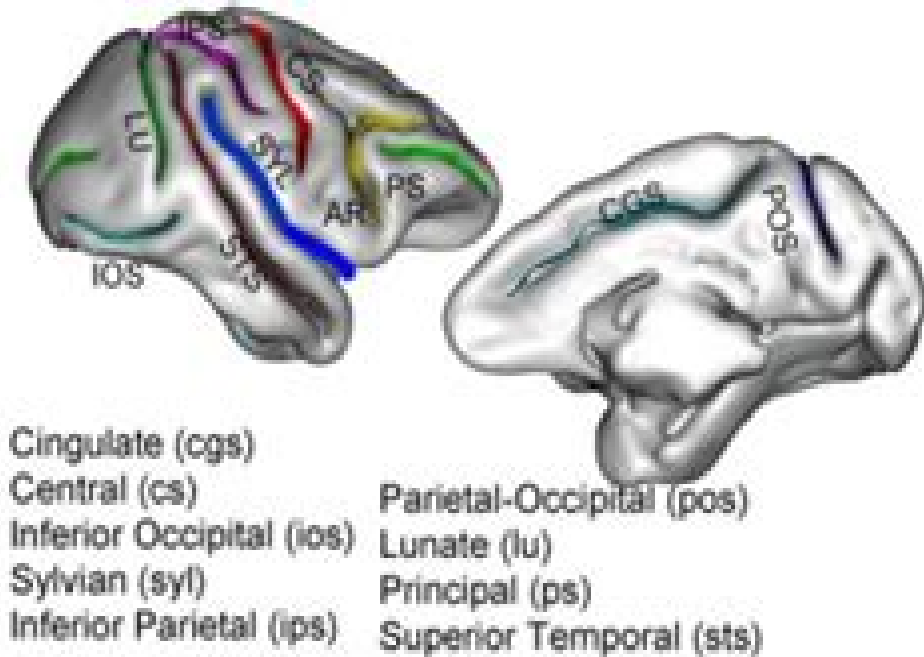 IPS
CS
LU
SYL
PS
AR
STS
IOS
CGS
POS
Cingulate (cgs)
Central (cs)
Inferior Occipital (ios)
Sylvian (syl)
Inferior Parietal (ips)
Parietal-Occipital (pos)
Lunate (lu)
Principal (ps)
Superior Temporal (sts)